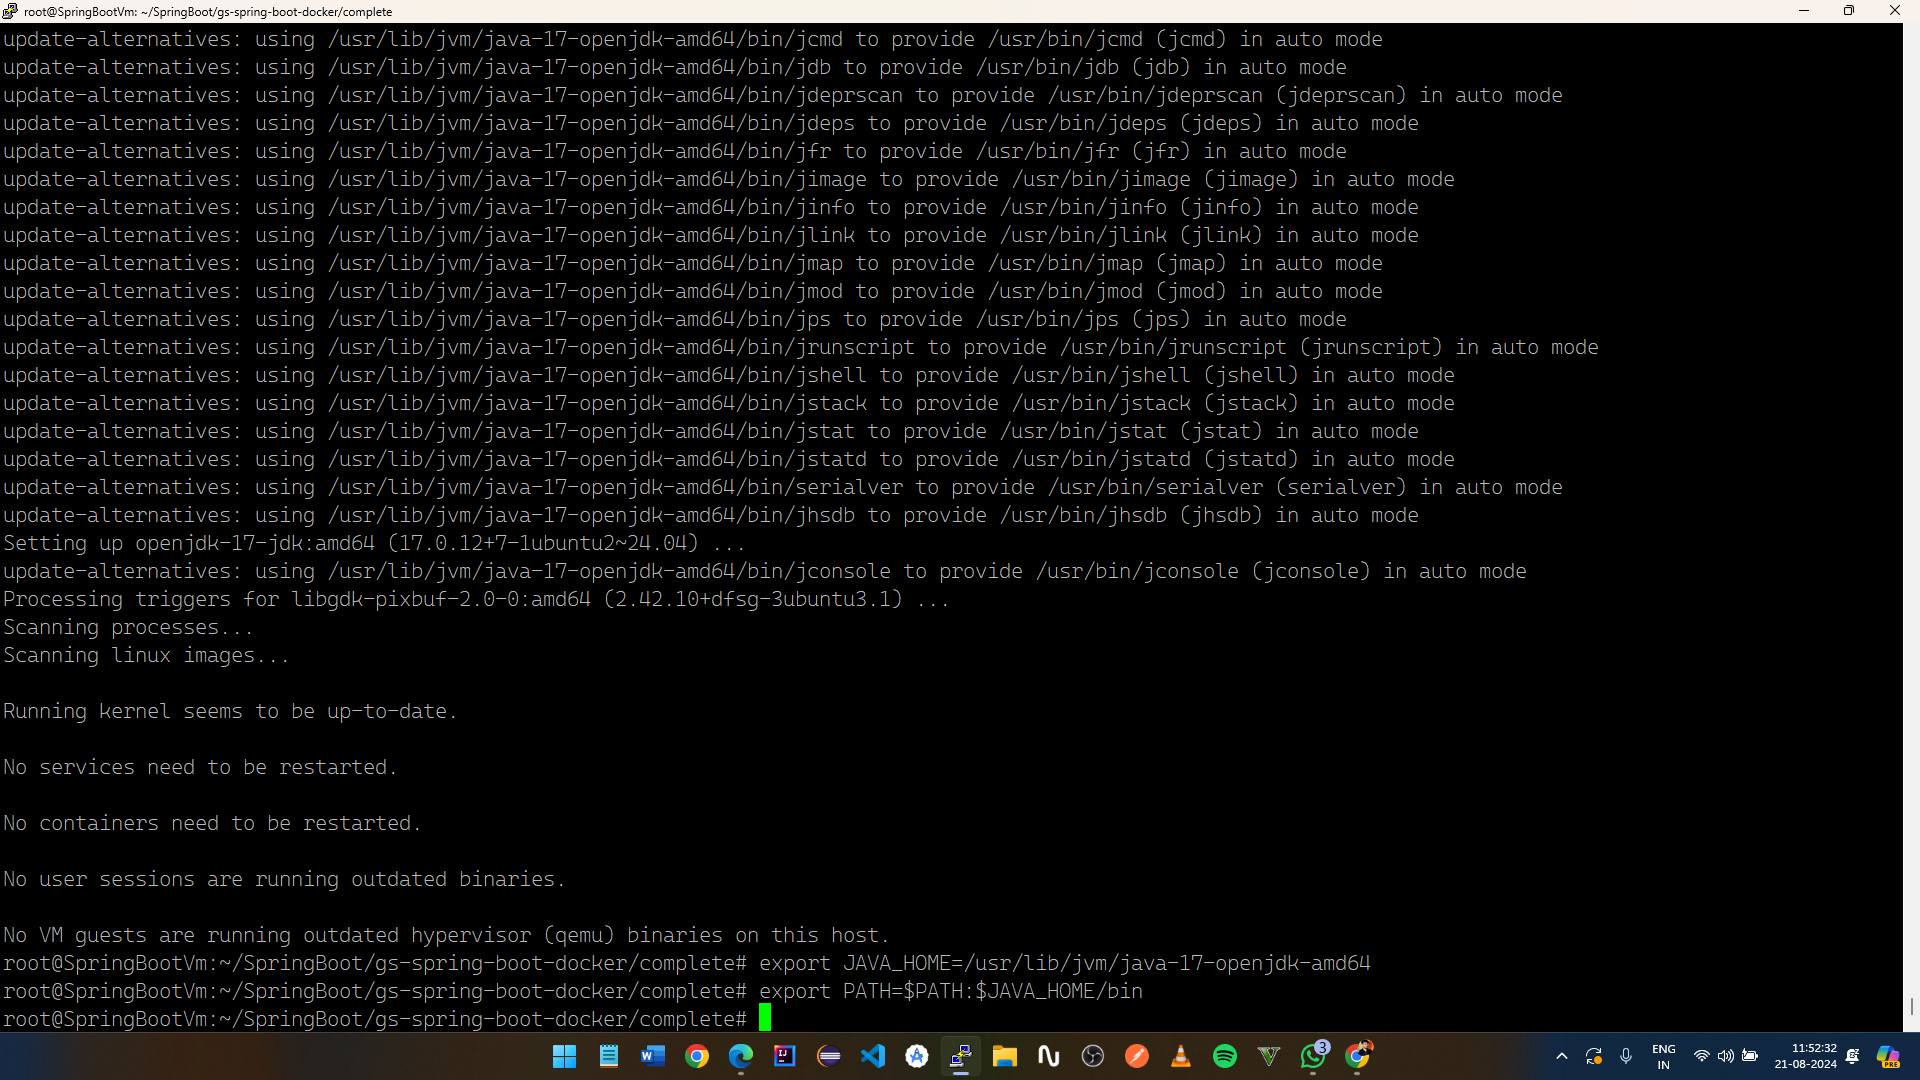 root@SpringBootVm: ~/SpringBoot/gs-spring-boot-docker/complete
update-alternatives: using /usr/lib/jvm/java-17-openjdk-amd64/bin/jcmd to provide /usr/bin/jcmd (jcmd) in auto mode
update-alternatives: using /usr/lib/jvm/java-17-openjdk-amd64/bin/jdb to provide /usr/bin/jdb (jdb) in auto mode
update-alternatives: using /usr/lib/jvm/java-17-openjdk-amd64/bin/jdeprscan to provide /usr/bin/jdeprscan (jdeprscan) in auto mode
update-alternatives: using /usr/lib/jvm/java-17-openjdk-amd64/bin/jdeps to provide /usr/bin/jdeps (jdeps) in auto mode
update-alternatives: using /usr/lib/jvm/java-17-openjdk-amd64/bin/jfr to provide /usr/bin/jfr (jfr) in auto mode
update-alternatives: using /usr/lib/jvm/java-17-openjdk-amd64/bin/jimage to provide /usr/bin/jimage (jimage) in auto mode
update-alternatives: using /usr/lib/jvm/java-17-openjdk-amd64/bin/jinfo to provide /usr/bin/jinfo (jinfo) in auto mode
update-alternatives: using /usr/lib/jvm/java-17-openjdk-amd64/bin/jlink to provide /usr/bin/jlink (jlink) in auto mode
update-alternatives: using /usr/lib/jvm/java-17-openjdk-amd64/bin/jmap to provide /usr/bin/jmap (jmap) in auto mode
update-alternatives: using /usr/lib/jvm/java-17-openjdk-amd64/bin/jmod to provide /usr/bin/jmod (jmod) in auto mode
update-alternatives: using /usr/lib/jvm/java-17-openjdk-amd64/bin/jps to provide /usr/bin/jps (jps) in auto mode
update-alternatives: using /usr/lib/jvm/java-17-openjdk-amd64/bin/jrunscript to provide /usr/bin/jrunscript (jrunscript) in auto mode
update-alternatives: using /usr/lib/jvm/java-17-openjdk-amd64/bin/jshell to provide /usr/bin/jshell (jshell) in auto mode
update-alternatives: using /usr/lib/jvm/java-17-openjdk-amd64/bin/jstack to provide /usr/bin/jstack (jstack) in auto mode
update-alternatives: using /usr/lib/jvm/java-17-openjdk-amd64/bin/jstat to provide /usr/bin/jstat (jstat) in auto mode
update-alternatives: using /usr/lib/jvm/java-17-openjdk-amd64/bin/jstatd to provide /usr/bin/jstatd (jstatd) in auto mode
update-alternatives: using /usr/lib/jvm/java-17-openjdk-amd64/bin/serialver to provide /usr/bin/serialver (serialver) in auto mode
update-alternatives: using /usr/lib/jvm/java-17-openjdk-amd64/bin/jhsdb to provide /usr/bin/jhsdb (jhsdb) in auto mode
Setting up openjdk-17-jdk:amd64 (17.0.12+7-1ubuntu2~24.04) ...
update-alternatives: using /usr/lib/jvm/java-17-openjdk-amd64/bin/jconsole to provide /usr/bin/jconsole (jconsole) in auto mode
Processing triggers for libgdk-pixbuf-2.0-0:amd64 (2.42.10+dfsg-3ubuntu3.1) ...
Scanning processes...
Scanning linux images...
Running kernel seems to be up-to-date.
No services need to be restarted.
No containers need to be restarted.
No user sessions are running outdated binaries.
No VM guests are running outdated hypervisor (qemu) binaries on this host.
root@SpringBootVm:~/SpringBoot/gs-spring-boot-docker/complete# export JAVA_HOME=/usr/lib/jvm/java-17-openjdk-amd64
root@SpringBootVm:~/SpringBoot/gs-spring-boot-docker/complete# export PATH=$PATH:$JAVA_HOME/bin
root@SpringBootVm:~/SpringBoot/gs-spring-boot-docker/complete#
3
ENG
IN
11:52:32
21-08-2024
PRE